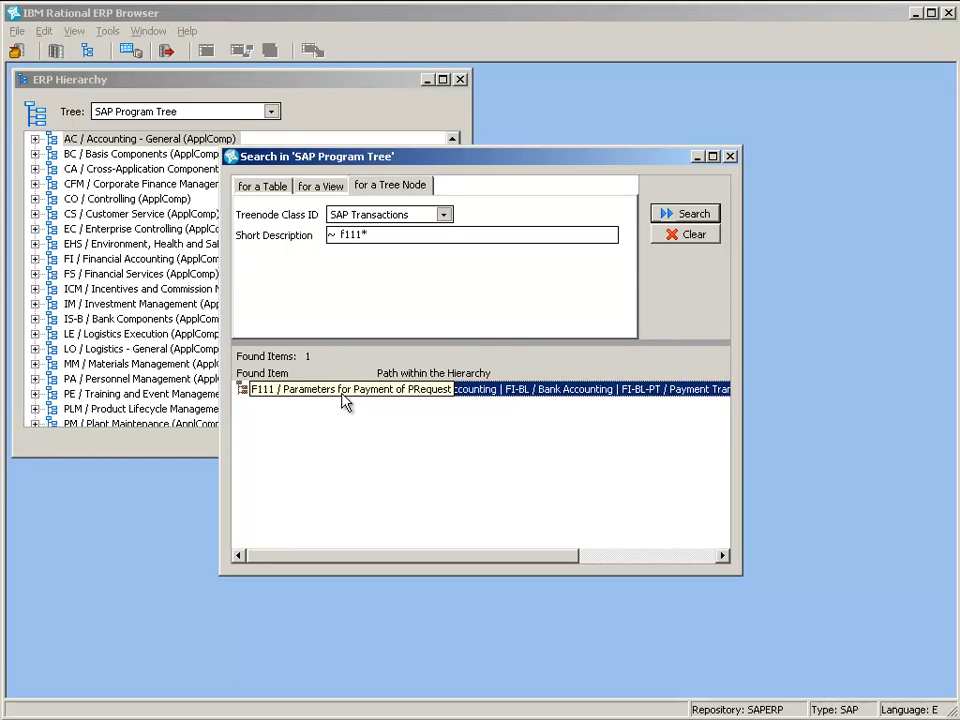 IBM Rational ERP Browser
File Edit View Tools Window Help
ERP Hierarchy
Tree: SAP Program Tree
AC / Accounting - General (ApplComp)
BC / Basis Components (ApplComp)
CA / Cross-Application Component
CFM / Corporate Finance Manager
CO / Controlling (ApplComp)
CS / Customer Service (ApplComp)
EC / Enterprise Controlling (ApplComp
EHS / Environment, Health and Saf
FI / Financial Accounting (ApplComp
FS / Financial Services (ApplComp)
ICM / Incentives and Commission M
IM / Investment Management (App
IS-B / Bank Components (ApplComp
LE / Logistics Execution (ApplComp
LO / Logistics - General (ApplComp
MM / Materials Management (ApplC
PA / Personnel Management (ApplC
PE / Training and Event Manageme
PLM / Product Lifecycle Manageme
PM / Plant Maintenance (ApplComp
Search in 'SAP Program Tree'
for a Table for a View for a Tree Node
Treenode Class ID SAP Transactions
Short Description ~ f111*
Search
Clear
Found Items: 1
Found Item Path within the Hierarchy
F111 / Parameters for Payment of PRequest ccounting | FI-BL / Bank Accounting | FI-BL-PT / Payment Tran
Repository: SAPERP Type: SAP Language: E